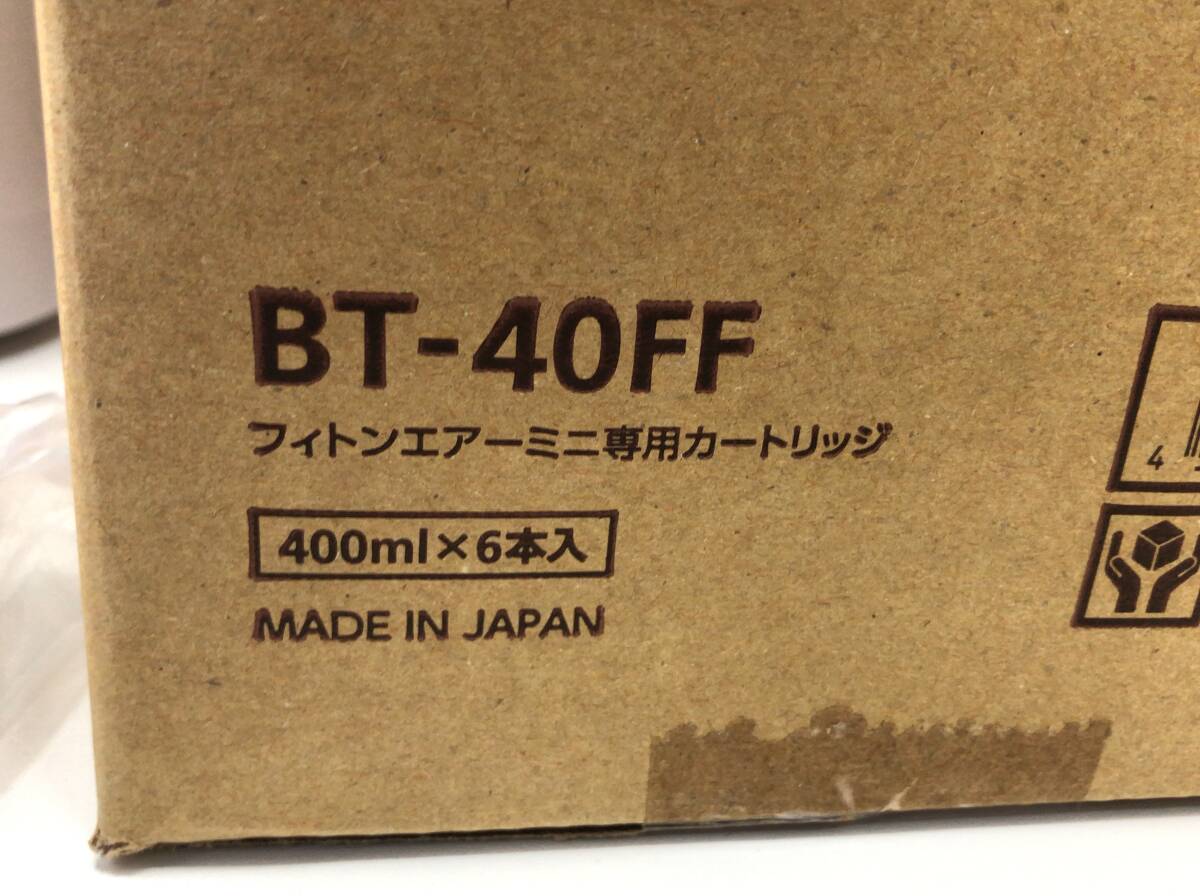 BT-40FF
フィトンエアーミニ専用カートリッジ
400ml×6本入
MADE IN JAPAN
4